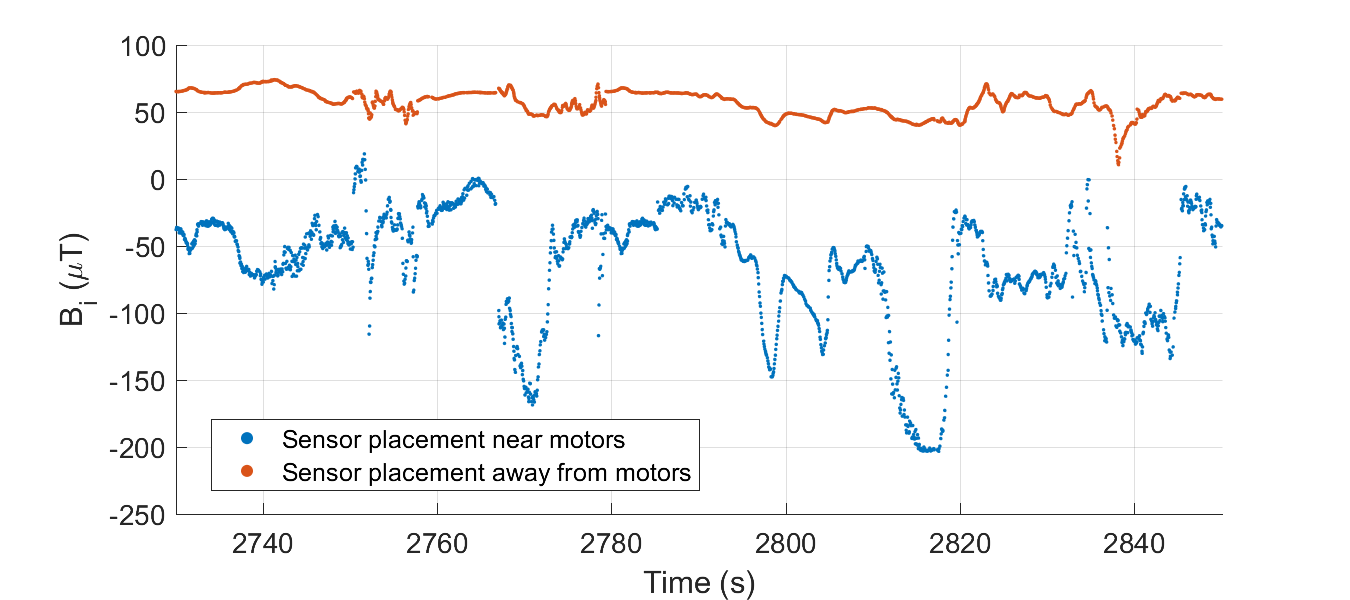 100
50
0
-50
-100
-150
-200
-250
B_i (μT)
Sensor placement near motors
Sensor placement away from motors
2740 2760 2780 2800 2820 2840
Time (s)